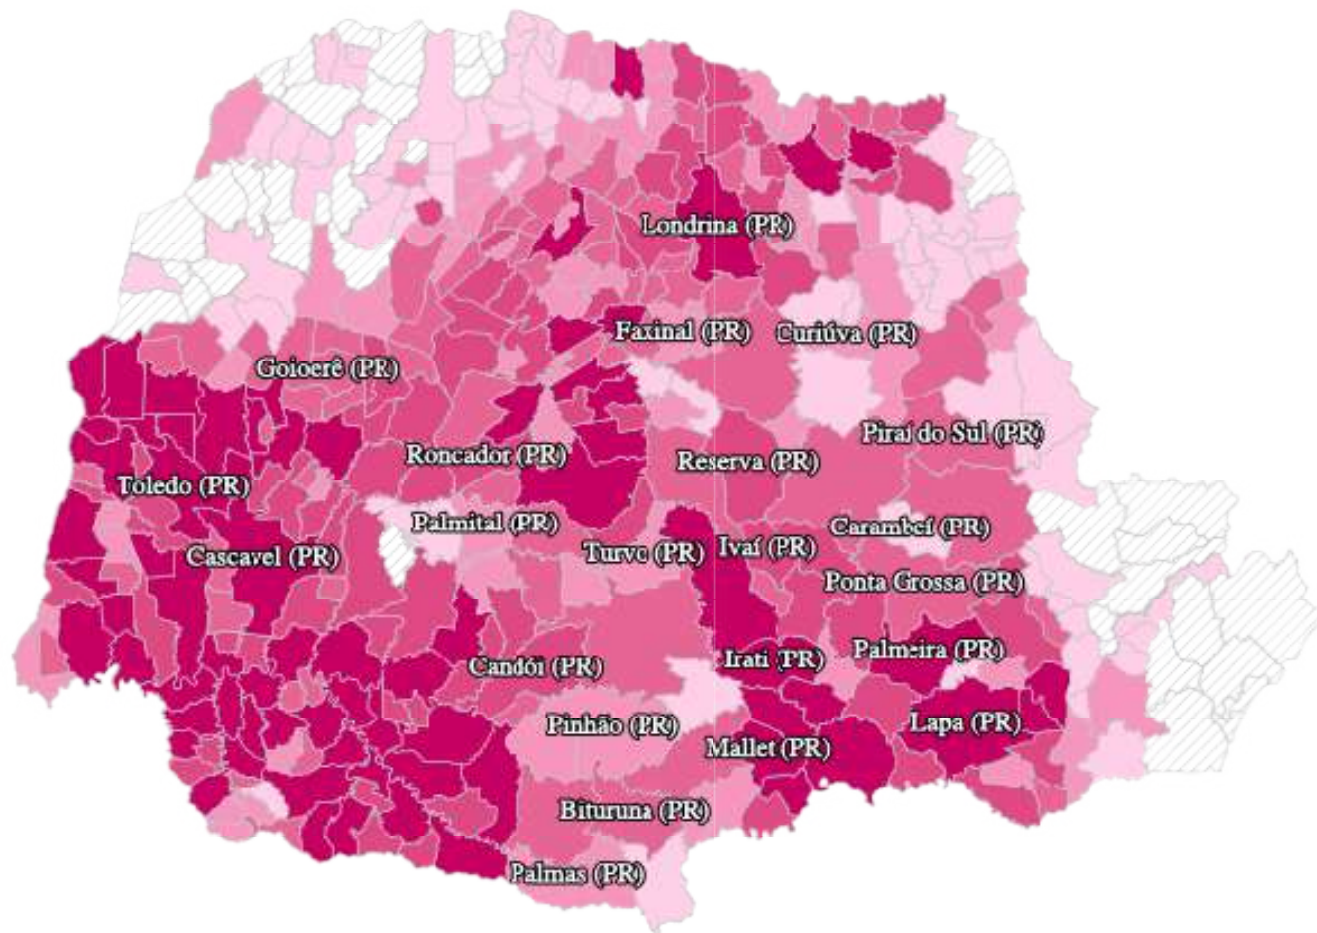 Londrina (PR)
Faxinal (PR)
Curiúva (PR)
Goioerê (PR)
Piraí do Sul (PR)
Roncador (PR)
Reserva (PR)
Toledo (PR)
Palmital (PR)
Carambeí (PR)
Turvo (PR)
Ivaí (PR)
Cascavel (PR)
Ponta Grossa (PR)
Palmeira (PR)
Irati (PR)
Candói (PR)
Lapa (PR)
Pinhão (PR)
Mallet (PR)
Bituruna (PR)
Palmas (PR)